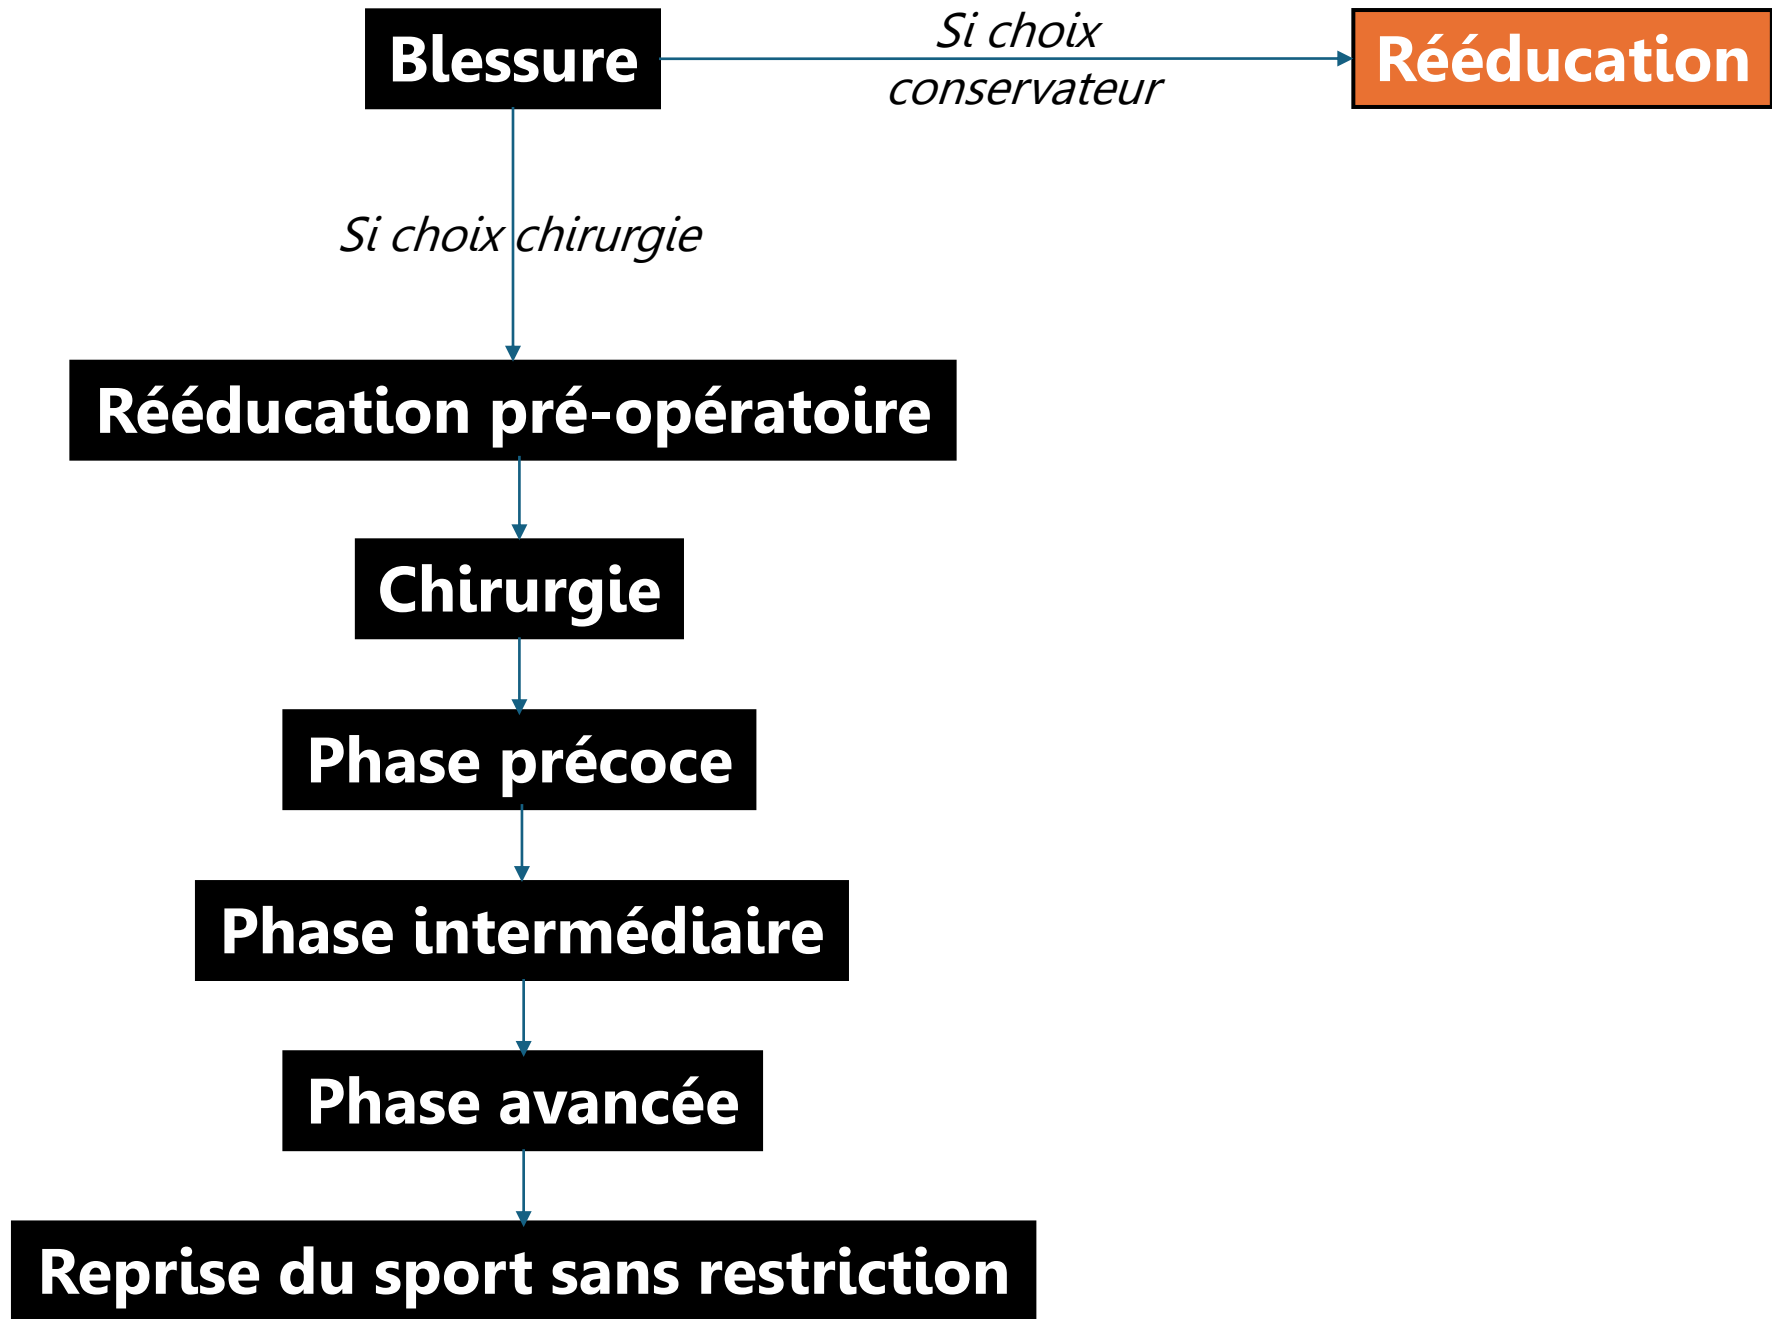 Blessure
Si choix
conservateur
Rééducation
Si choix chirurgie
Rééducation pré-opératoire
Chirurgie
Phase précoce
Phase intermédiaire
Phase avancée
Reprise du sport sans restriction